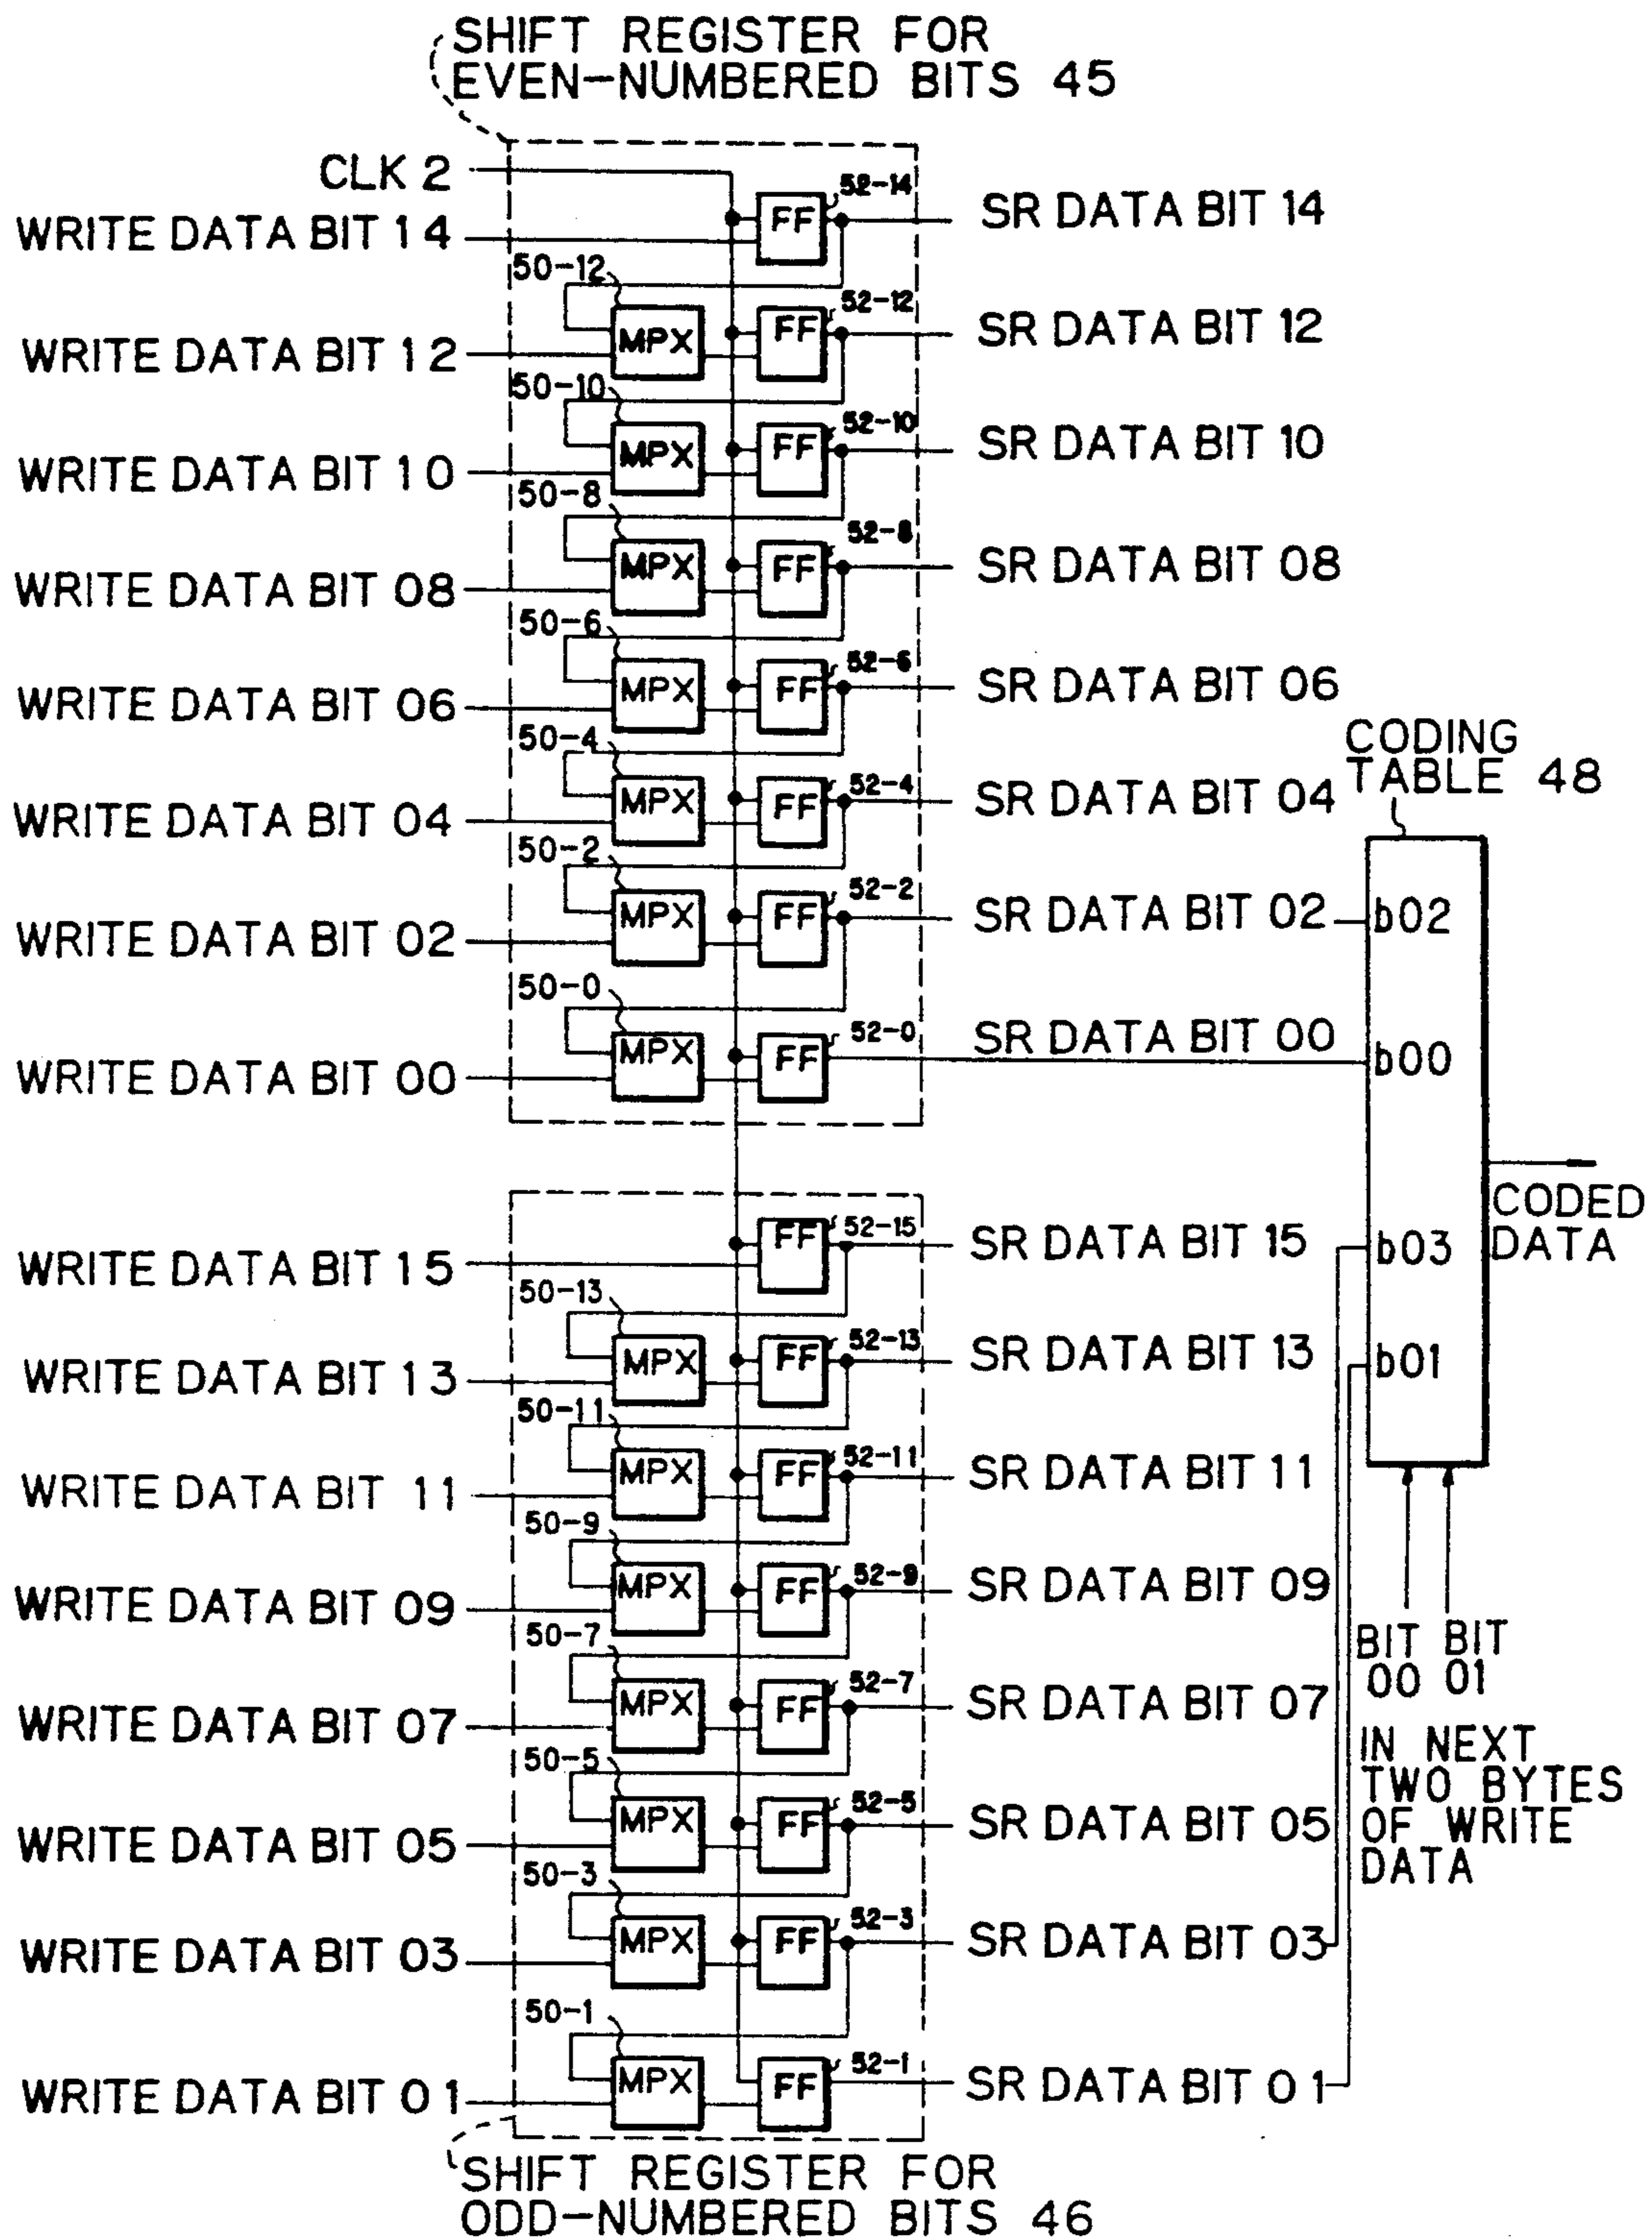 SHIFT REGISTER FOR
EVEN-NUMBERED BITS 45
CLK 2
52-14
WRITE DATA BIT 14
FF
SR DATA BIT 14
50-12
52-12
WRITE DATA BIT 12
MPX
FF
SR DATA BIT 12
50-10
52-10
WRITE DATA BIT 10
MPX
FF
SR DATA BIT 10
50-8
52-8
WRITE DATA BIT 08
MPX
FF
SR DATA BIT 08
50-6
52-6
WRITE DATA BIT 06
MPX
FF
SR DATA BIT 06
50-4
52-4
WRITE DATA BIT 04
MPX
FF
SR DATA BIT 04
CODING
TABLE 48
50-2
52-2
WRITE DATA BIT 02
MPX
FF
SR DATA BIT 02
b02
50-0
52-0
WRITE DATA BIT 00
MPX
FF
SR DATA BIT 00
b00
CODED
DATA
52-15
WRITE DATA BIT 15
FF
SR DATA BIT 15
b03
50-13
52-13
WRITE DATA BIT 13
MPX
FF
SR DATA BIT 13
b01
50-11
52-11
WRITE DATA BIT 11
MPX
FF
SR DATA BIT 11
50-9
52-9
WRITE DATA BIT 09
MPX
FF
SR DATA BIT 09
50-7
52-7
WRITE DATA BIT 07
MPX
FF
SR DATA BIT 07
BIT BIT
00 01
IN NEXT
TWO BYTES
OF WRITE
DATA
50-5
52-5
WRITE DATA BIT 05
MPX
FF
SR DATA BIT 05
50-3
52-3
WRITE DATA BIT 03
MPX
FF
SR DATA BIT 03
50-1
52-1
WRITE DATA BIT 01
MPX
FF
SR DATA BIT 01
SHIFT REGISTER FOR
ODD-NUMBERED BITS 46